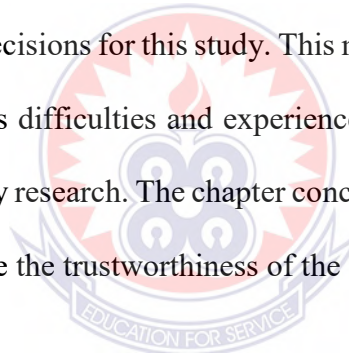 ecisions for this study. This
s difficulties and experience
y research. The chapter conc
e the trustworthiness of the
EDUCATION FOR SERVICE